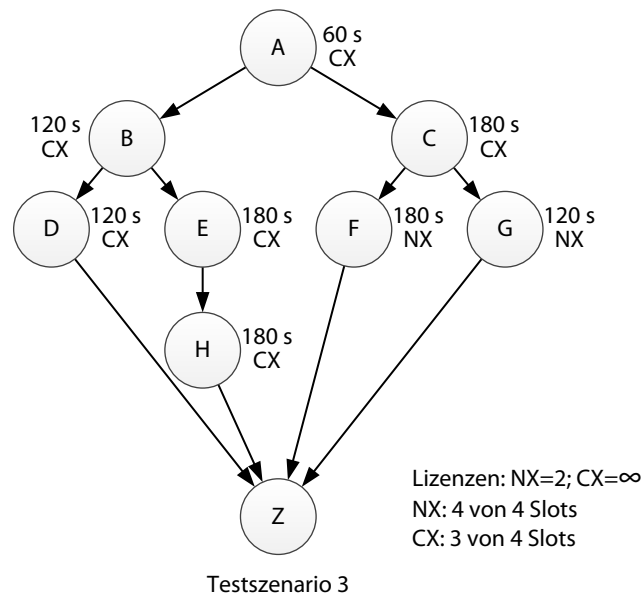 A
60 s
CX
120 s
CX
B
C
180 s
CX
D
120 s
CX
E
180 s
CX
F
180 s
NX
G
120 s
NX
H
180 s
CX
Z
Lizenzen: NX=2; CX=∞
NX: 4 von 4 Slots
CX: 3 von 4 Slots
Testszenario 3